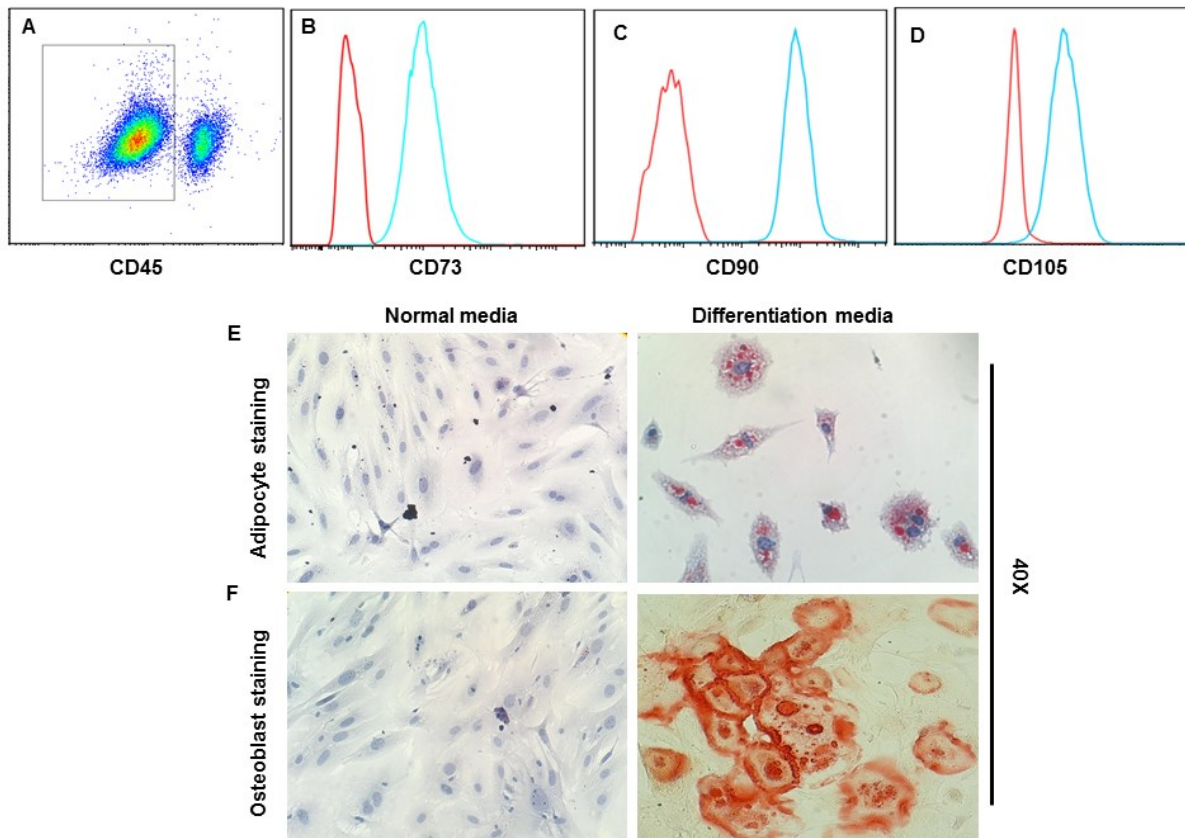 A
B
C
D
CD45
CD73
CD90
CD105
Normal media
Differentiation media
E
Adipocyte staining
F
Osteoblast staining
40X